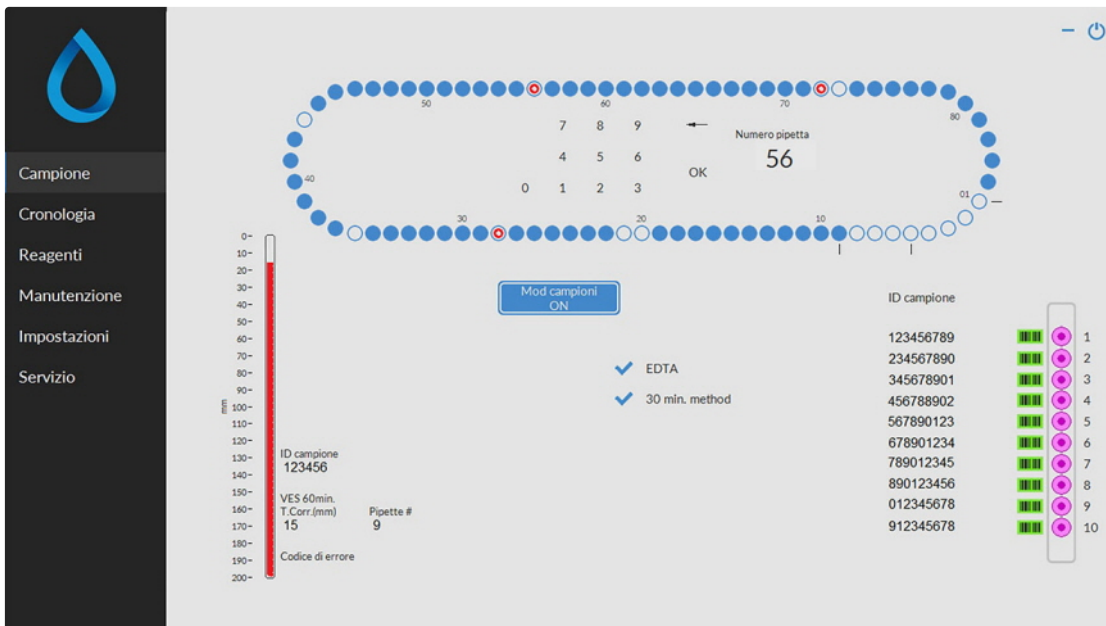 Campione
Cronologia
Reagenti
Manutenzione
Impostazioni
Servizio
50 60 70
80
7 8 9
4 5 6
0 1 2 3
OK
Numero pipetta
56
40
30 20 10
01
Mod campioni
ON
EDTA
30 min. method
0
10
20
30
40
50
60
70
80
90
100
110
120
130
140
150
160
170
180
190
200
mm
ID campione
123456
VES 60min.
T.Corr.(mm) Pipette #
15 9
Codice di errore
ID campione
123456789 1
234567890 2
345678901 3
456788902 4
567890123 5
678901234 6
789012345 7
890123456 8
012345678 9
912345678 10